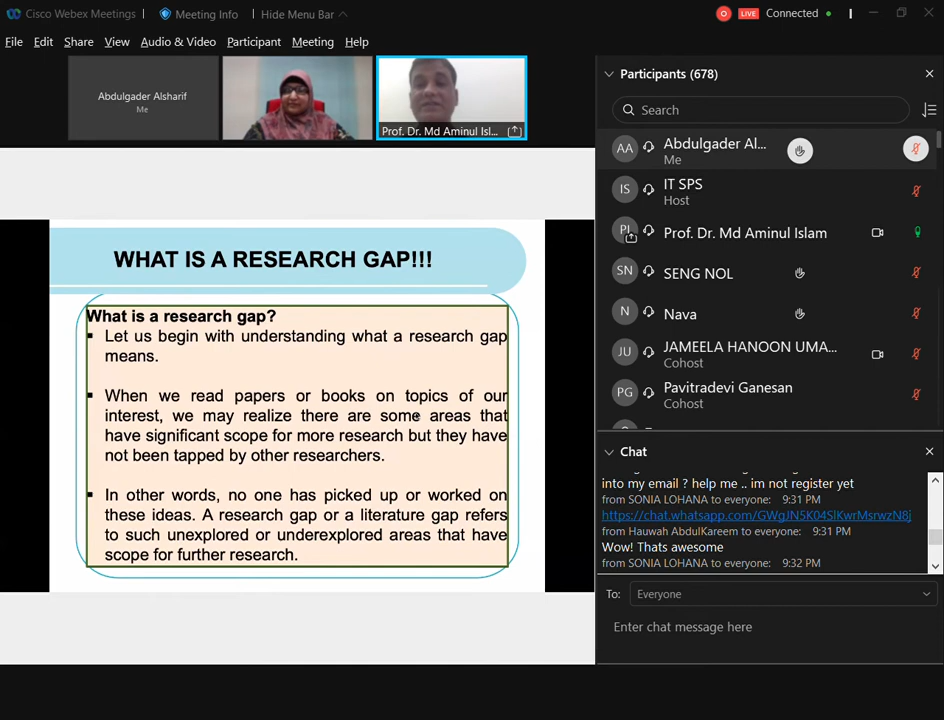 Cisco Webex Meetings
Meeting Info
Hide Menu Bar
LIVE
Connected
File Edit Share View Audio & Video Participant Meeting Help
Abdulgader Alsharif
Me
Prof. Dr. Md Aminul Isl...
WHAT IS A RESEARCH GAP!!!
What is a research gap?
▪ Let us begin with understanding what a research gap
means.
▪ When we read papers or books on topics of our
interest, we may realize there are some areas that
have significant scope for more research but they have
not been tapped by other researchers.
▪ In other words, no one has picked up or worked on
these ideas. A research gap or a literature gap refers
to such unexplored or underexplored areas that have
scope for further research.
Participants (678)
Search
AA Abdulgader Al...
Me
IS IT SPS
Host
PI Prof. Dr. Md Aminul Islam
SN SENG NOL
N Nava
JU JAMEELA HANOON UMA...
Cohost
PG Pavitradevi Ganesan
Cohost
Chat
into my email ? help me .. im not register yet
from SONIA LOHANA to everyone: 9:31 PM
https://chat.whatsapp.com/GWgJN5K04SlKwrMsrwzN8j
from Hauwah AbdulKareem to everyone: 9:31 PM
Wow! Thats awesome
from SONIA LOHANA to everyone: 9:32 PM
To: Everyone
Enter chat message here